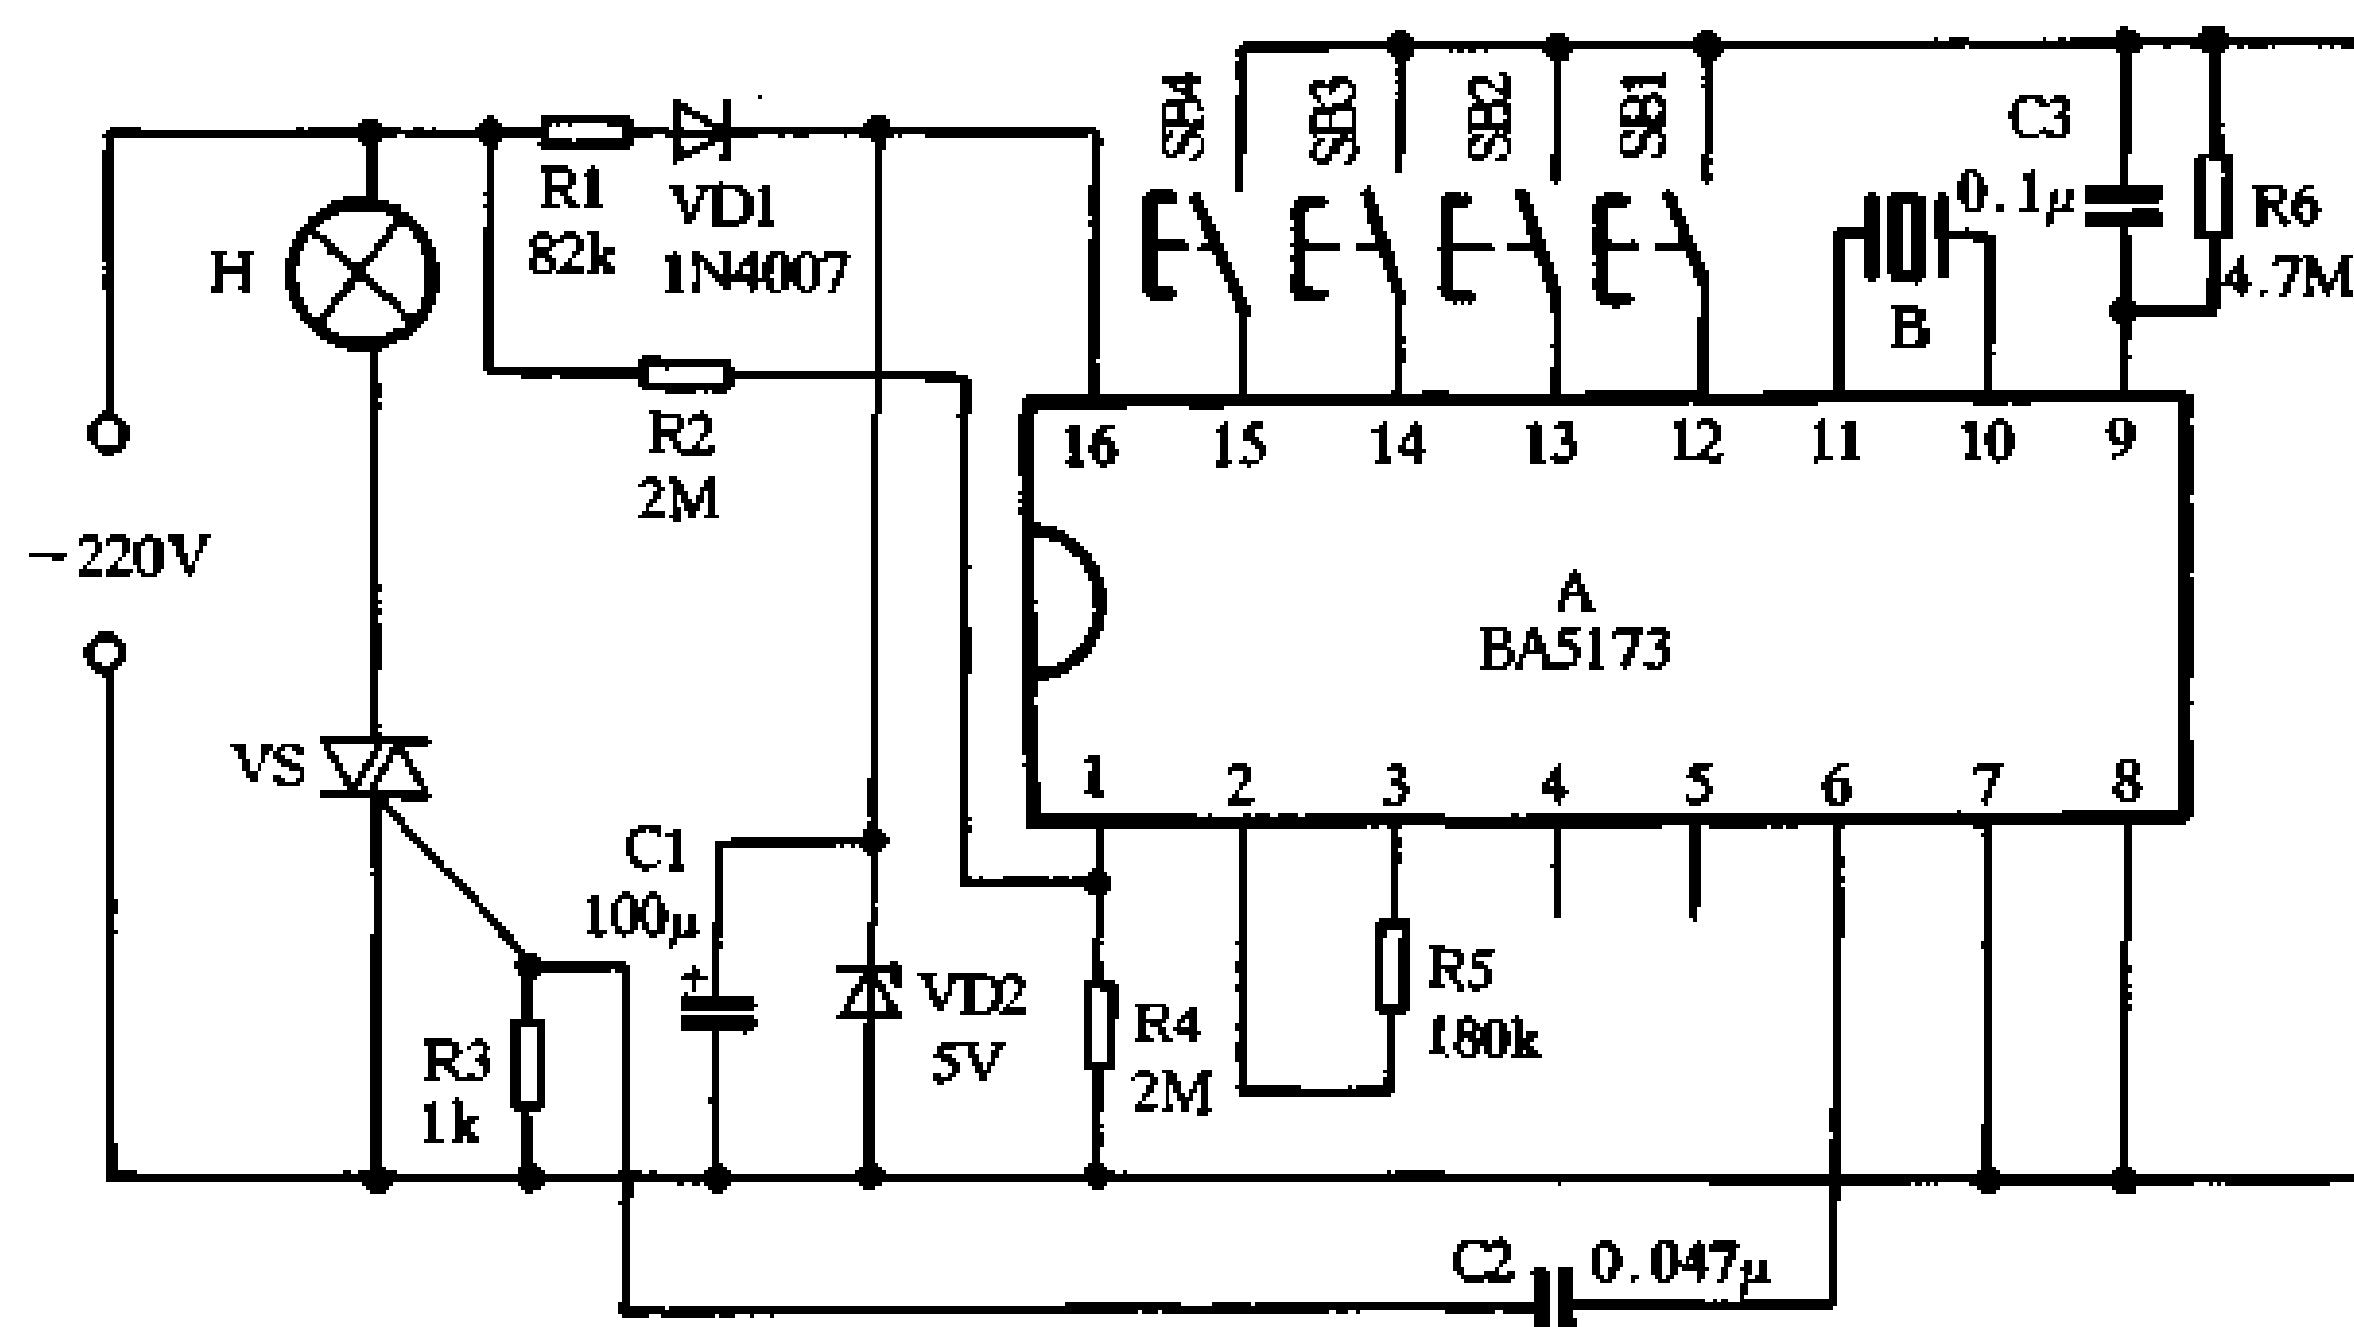 SB4
SB3
SB2
SB1
C3
0.1μ
R6
4.7M
R1
82k
VD1
1N4007
H
B
R2
2M
16 15 14 13 12 11 10 9
~220V
A
BA5173
VS
1 2 3 4 5 6 7 8
C1
100μ
+
VD2
5V
R5
180k
R4
2M
R3
1k
C2 0.047μ